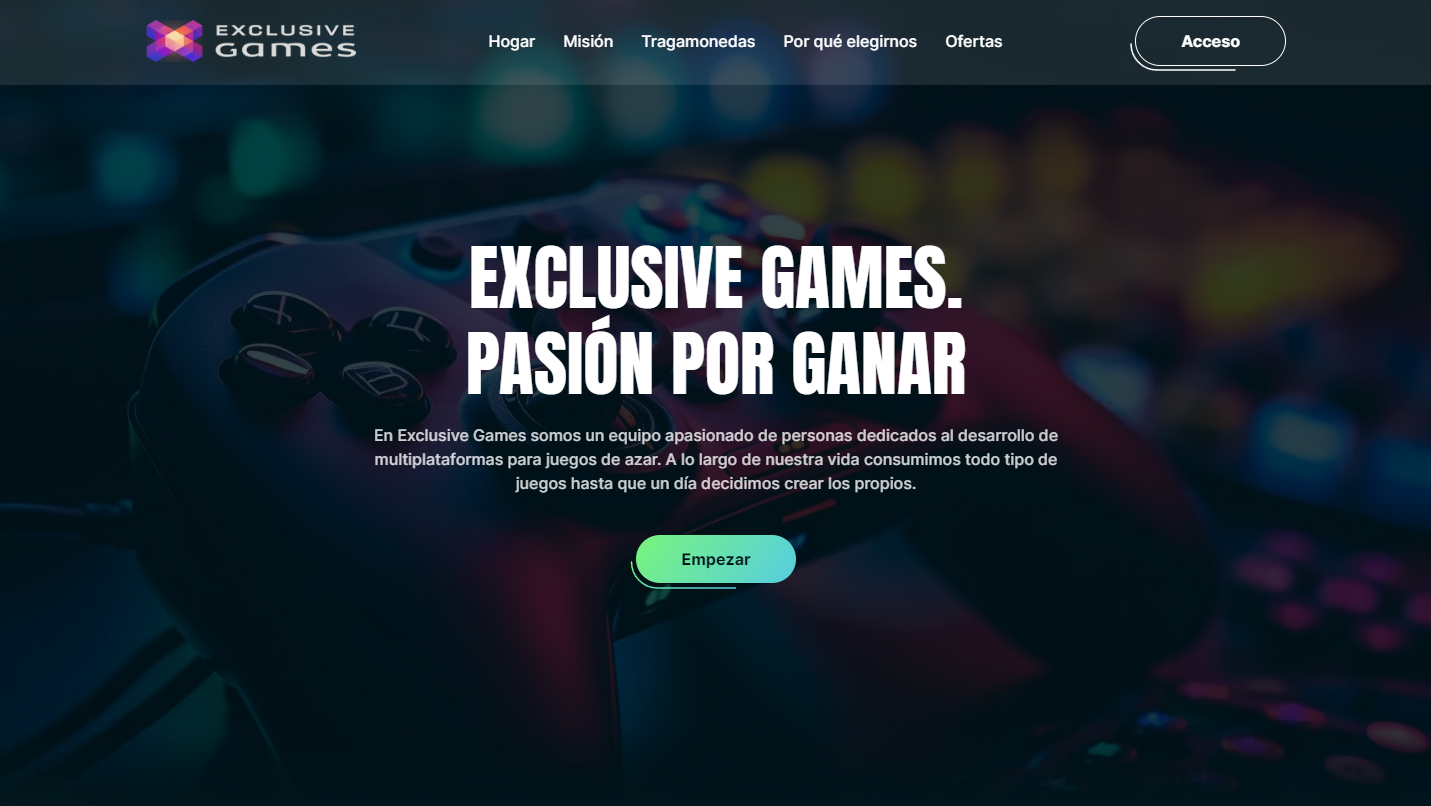 EXCLUSIVE
Games
Hogar
Misión
Tragamonedas
Por qué elegirnos
Ofertas
Acceso
EXCLUSIVE GAMES.
PASIÓN POR GANAR
En Exclusive Games somos un equipo apasionado de personas dedicados al desarrollo de
multiplataformas para juegos de azar. A lo largo de nuestra vida consumimos todo tipo de
juegos hasta que un día decidimos crear los propios.
Empezar
X
B